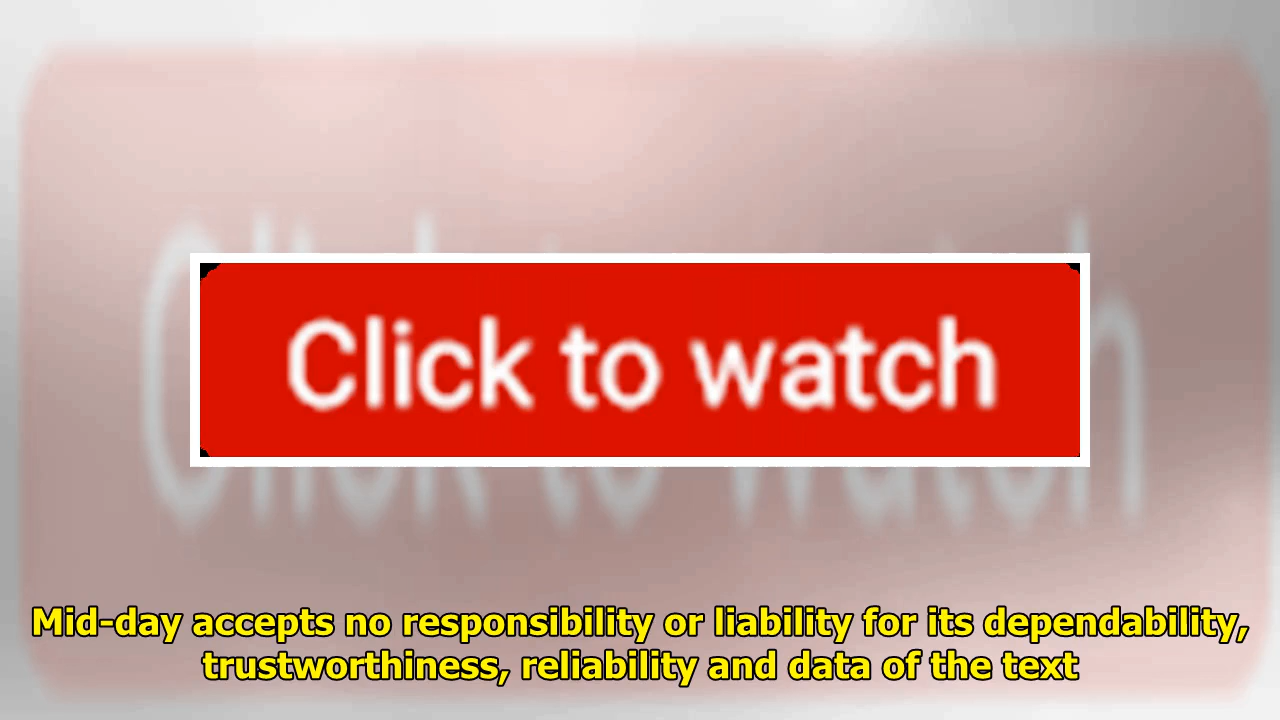 Click to watch
Mid-day accepts no responsibility or liability for its dependability,
trustworthiness, reliability and data of the text